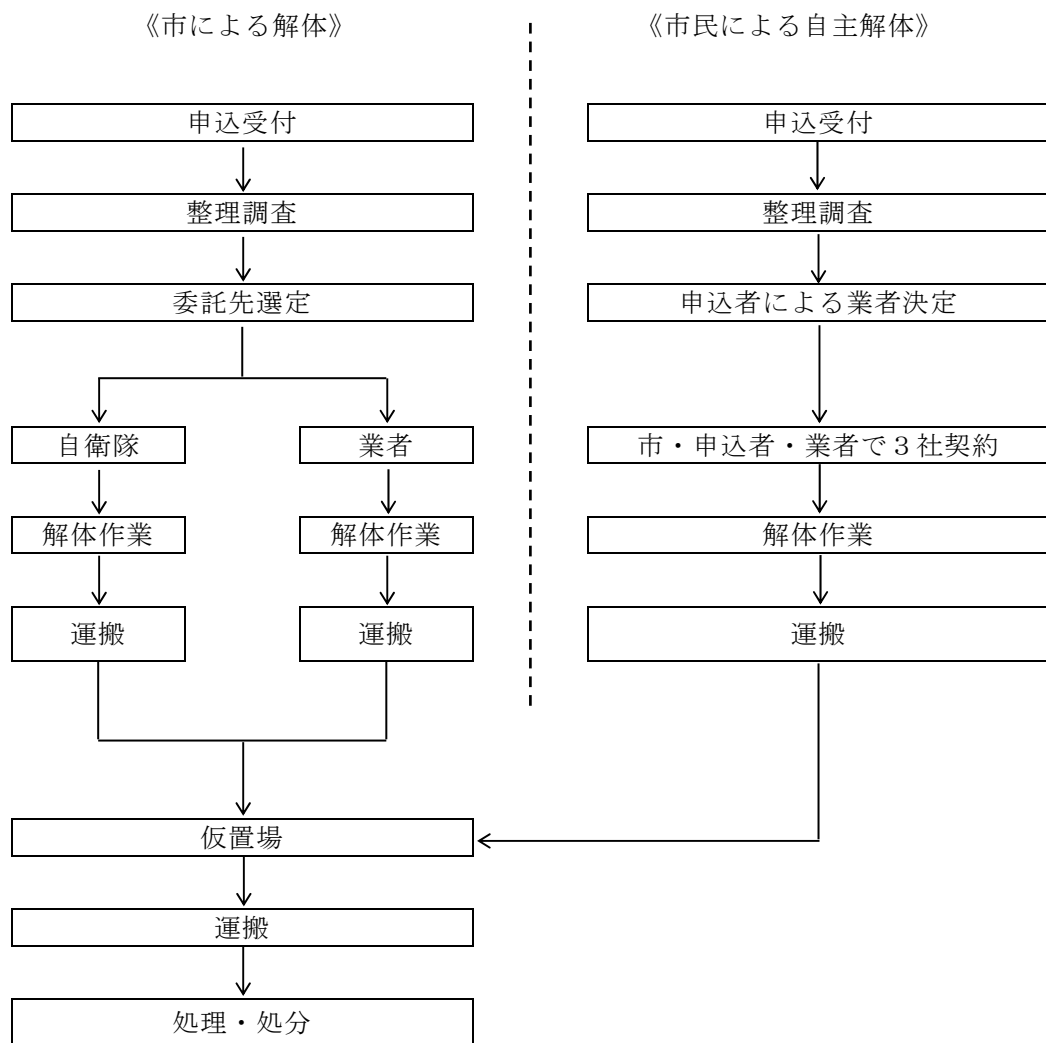 《市による解体》
《市民による自主解体》
申込受付
申込受付
整理調査
整理調査
委託先選定
申込者による業者決定
自衛隊
業者
市・申込者・業者で３社契約
解体作業
解体作業
解体作業
運搬
運搬
運搬
仮置場
運搬
処理・処分